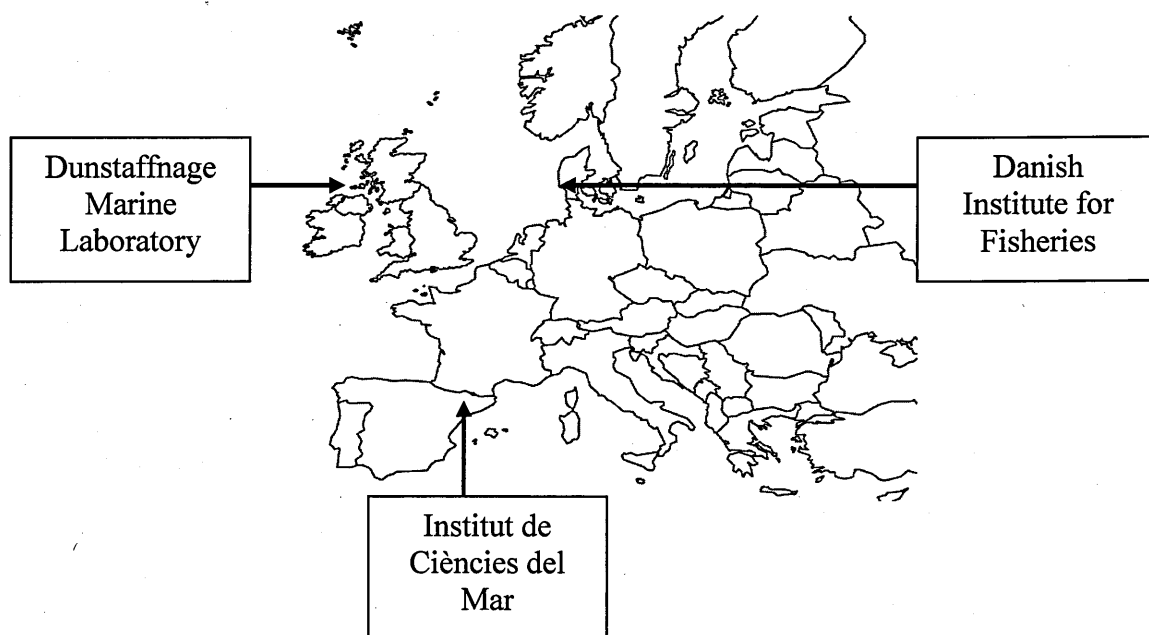 Dunstaffnage
Marine
Laboratory
Danish
Institute for
Fisheries
Institut de
Ciències del
Mar